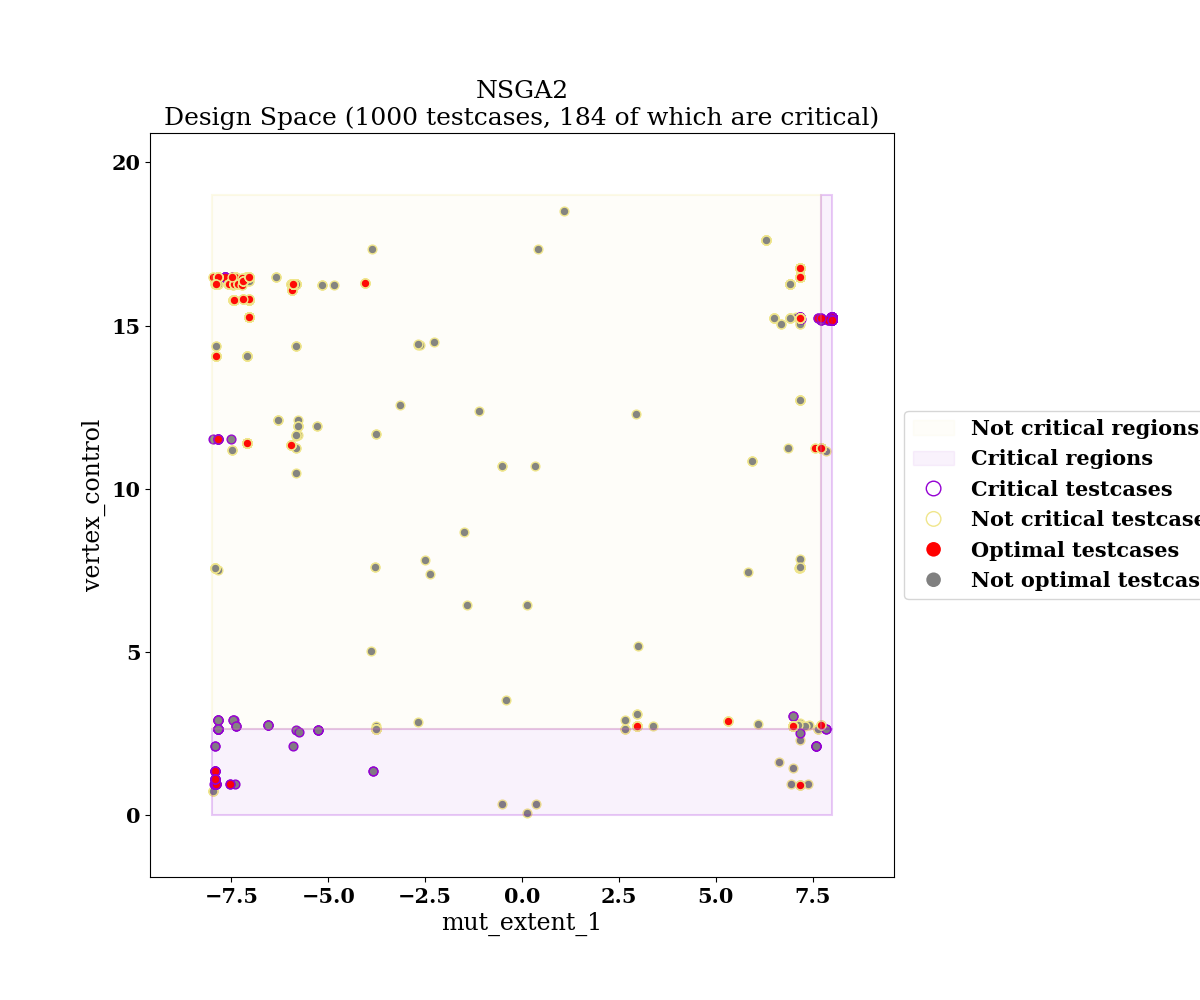 NSGA2
Design Space (1000 testcases, 184 of which are critical)
20
15
10
5
0
vertex_control
−7.5 −5.0 −2.5 0.0 2.5 5.0 7.5
mut_extent_1
Not critical regions
Critical regions
Critical testcases
Not critical testcase
Optimal testcases
Not optimal testcas